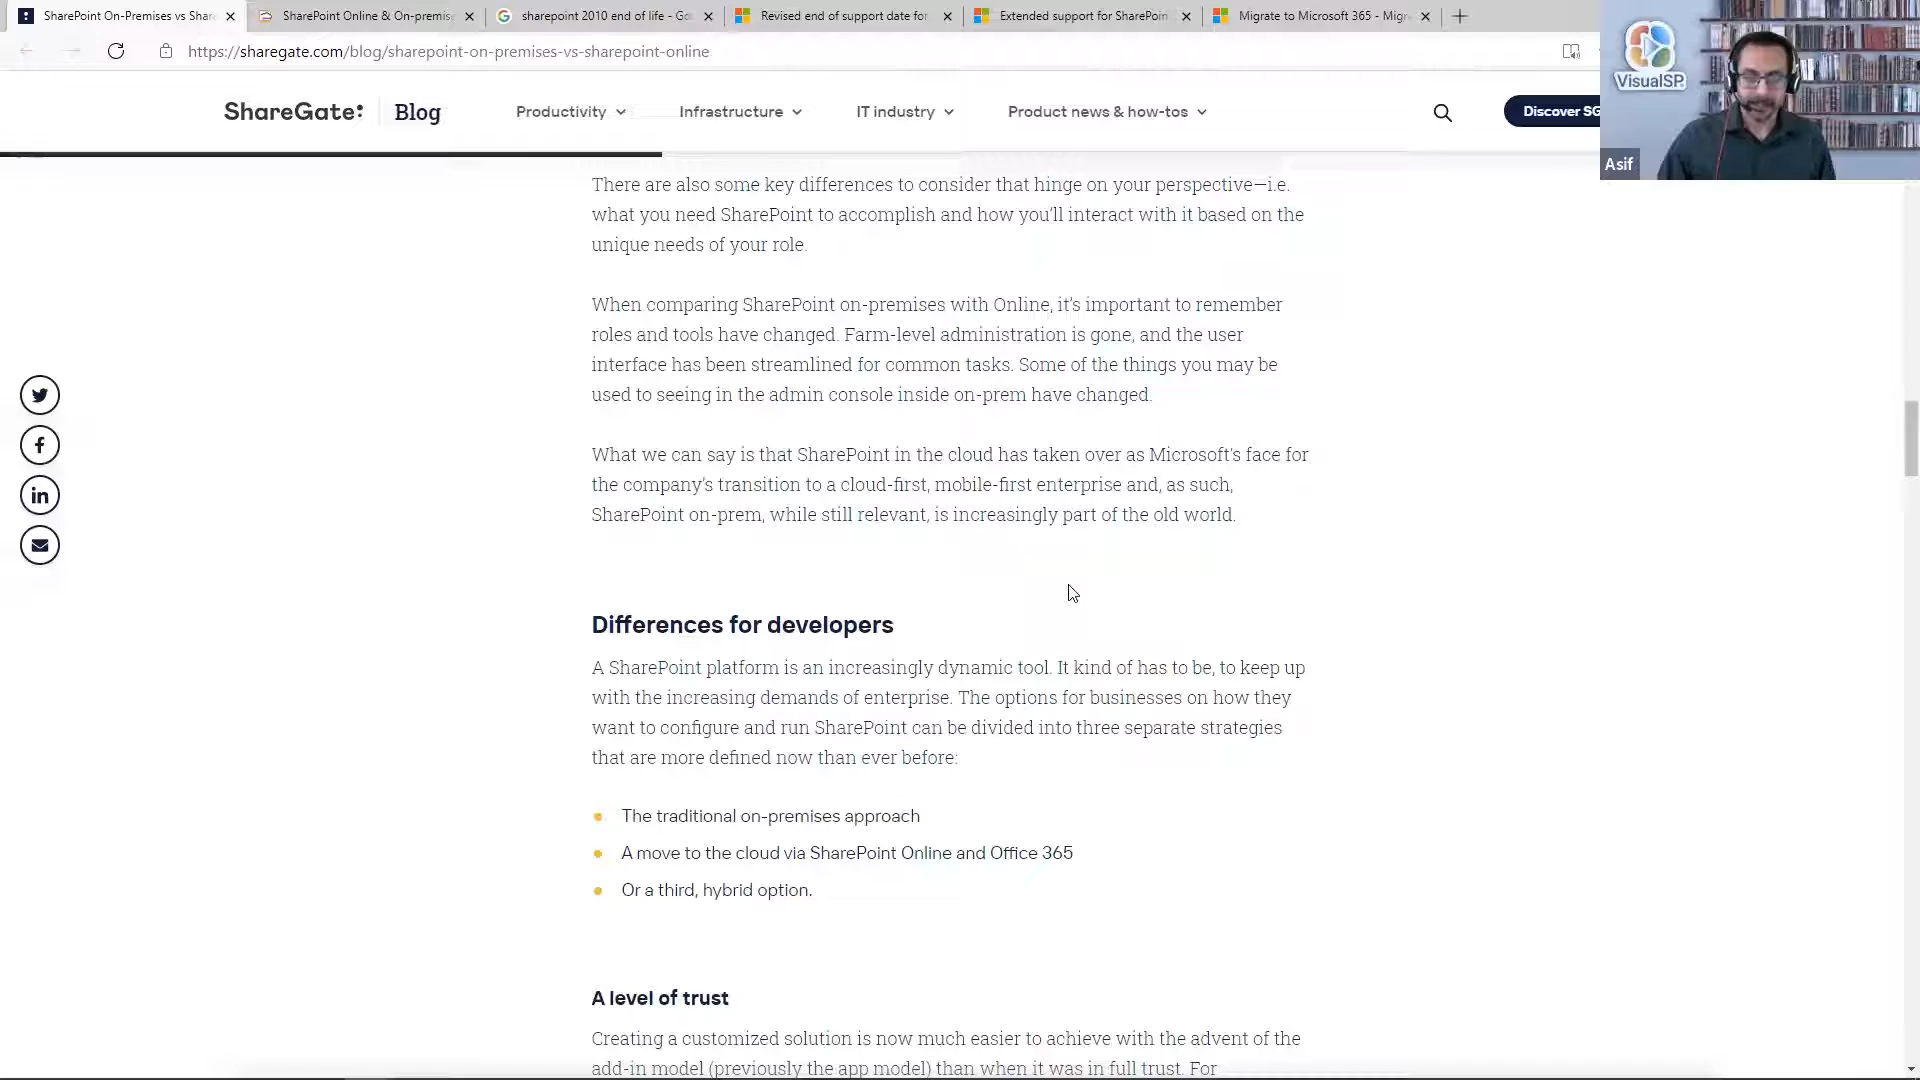 SharePoint On-Premises vs Shar
SharePoint Online & On-premis
sharepoint 2010 end of life - Go
Revised end of support date for
Extended support for SharePoin
Migrate to Microsoft 365 - Migr
https://sharegate.com/blog/sharepoint-on-premises-vs-sharepoint-online
VisualSP
ShareGate:
Blog
Productivity
Infrastructure
IT industry
Product news & how-tos
Discover SG
Asif
There are also some key differences to consider that hinge on your perspective—i.e.
what you need SharePoint to accomplish and how you'll interact with it based on the
unique needs of your role.
When comparing SharePoint on-premises with Online, it's important to remember
roles and tools have changed. Farm-level administration is gone, and the user
interface has been streamlined for common tasks. Some of the things you may be
used to seeing in the admin console inside on-prem have changed.
What we can say is that SharePoint in the cloud has taken over as Microsoft's face for
the company's transition to a cloud-first, mobile-first enterprise and, as such,
SharePoint on-prem, while still relevant, is increasingly part of the old world.
Differences for developers
A SharePoint platform is an increasingly dynamic tool. It kind of has to be, to keep up
with the increasing demands of enterprise. The options for businesses on how they
want to configure and run SharePoint can be divided into three separate strategies
that are more defined now than ever before:
The traditional on-premises approach
A move to the cloud via SharePoint Online and Office 365
Or a third, hybrid option.
A level of trust
Creating a customized solution is now much easier to achieve with the advent of the
add-in model (previously the app model) than when it was in full trust. For